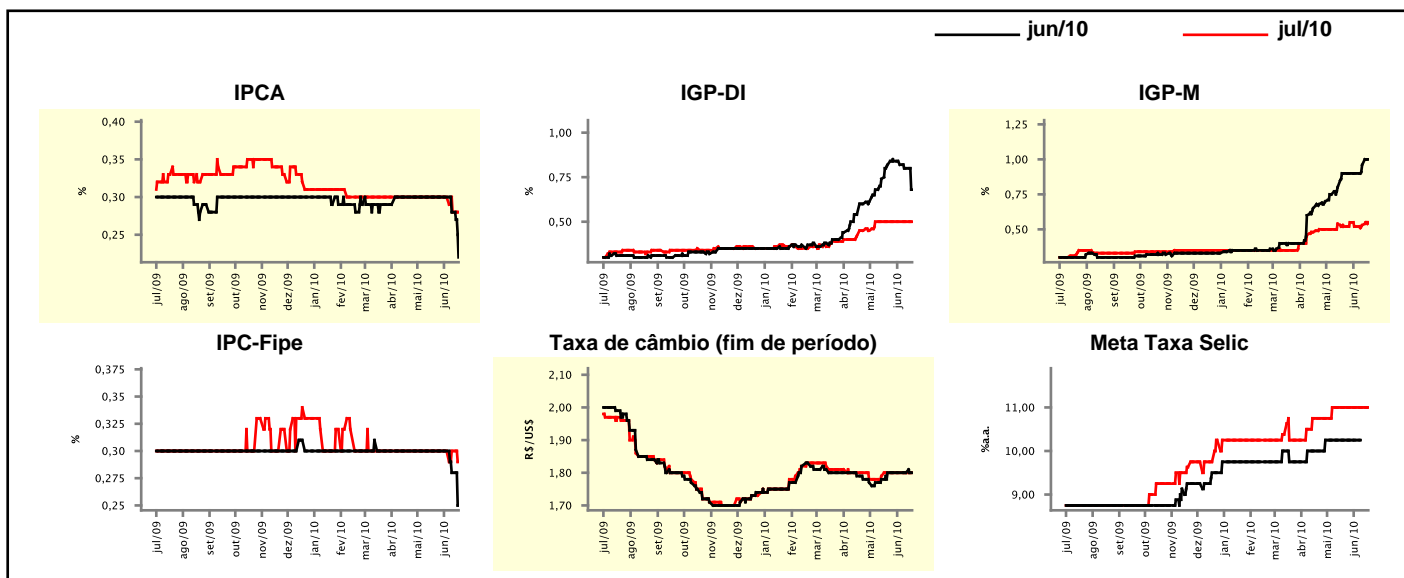 jun/10 jul/10
IPCA
0,40
0,35
0,30
0,25
%
jul/09 ago/09 set/09 out/09 nov/09 dez/09 jan/10 fev/10 mar/10 abr/10 mai/10 jun/10
IGP-DI
1,00
0,75
0,50
%
jul/09 ago/09 set/09 out/09 nov/09 dez/09 jan/10 fev/10 mar/10 abr/10 mai/10 jun/10
IGP-M
1,25
1,00
0,75
0,50
%
jul/09 ago/09 set/09 out/09 nov/09 dez/09 jan/10 fev/10 mar/10 abr/10 mai/10 jun/10
IPC-Fipe
0,375
0,35
0,325
0,30
0,275
0,25
%
jul/09 ago/09 set/09 out/09 nov/09 dez/09 jan/10 fev/10 mar/10 abr/10 mai/10 jun/10
Taxa de câmbio (fim de período)
2,10
2,00
1,90
1,80
1,70
R$/US$
jul/09 ago/09 set/09 out/09 nov/09 dez/09 jan/10 fev/10 mar/10 abr/10 mai/10 jun/10
Meta Taxa Selic
11,00
10,00
9,00
%a.a.
jul/09 ago/09 set/09 out/09 nov/09 dez/09 jan/10 fev/10 mar/10 abr/10 mai/10 jun/10